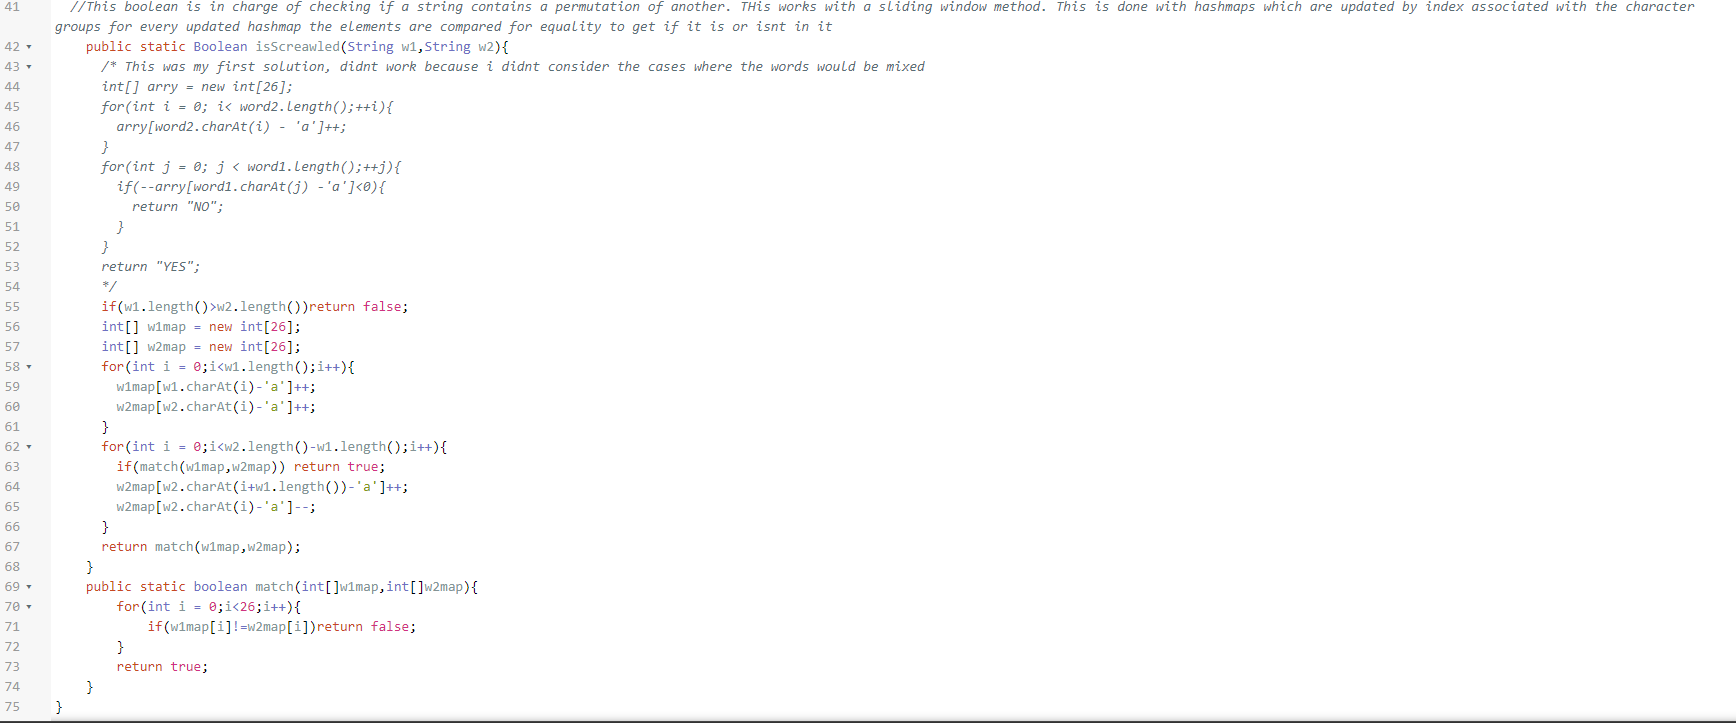 41 //This boolean is in charge of checking if a string contains a permutation of another. THis works with a sliding window method. This is done with hashmaps which are updated by index associated with the character
groups for every updated hashmap the elements are compared for equality to get if it is or isnt in it
42 public static Boolean isScreawled(String w1,String w2){
43 /* This was my first solution, didnt work because i didnt consider the cases where the words would be mixed
44 int[] arry = new int[26];
45 for(int i = 0; i< word2.length();++i){
46 arry[word2.charAt(i) - 'a']++;
47 }
48 for(int j = 0; j < word1.length();++j){
49 if(--arry[word1.charAt(j) -'a']<0){
50 return "NO";
51 }
52 }
53 return "YES";
54 */
55 if(w1.length()>w2.length())return false;
56 int[] w1map = new int[26];
57 int[] w2map = new int[26];
58 for(int i = 0;i<w1.length();i++){
59 w1map[w1.charAt(i)-'a']++;
60 w2map[w2.charAt(i)-'a']++;
61 }
62 for(int i = 0;i<w2.length()-w1.length();i++){
63 if(match(w1map,w2map)) return true;
64 w2map[w2.charAt(i+w1.length())-'a']++;
65 w2map[w2.charAt(i)-'a']--;
66 }
67 return match(w1map,w2map);
68 }
69 public static boolean match(int[]w1map,int[]w2map){
70 for(int i = 0;i<26;i++){
71 if(w1map[i]!=w2map[i])return false;
72 }
73 return true;
74 }
75 }